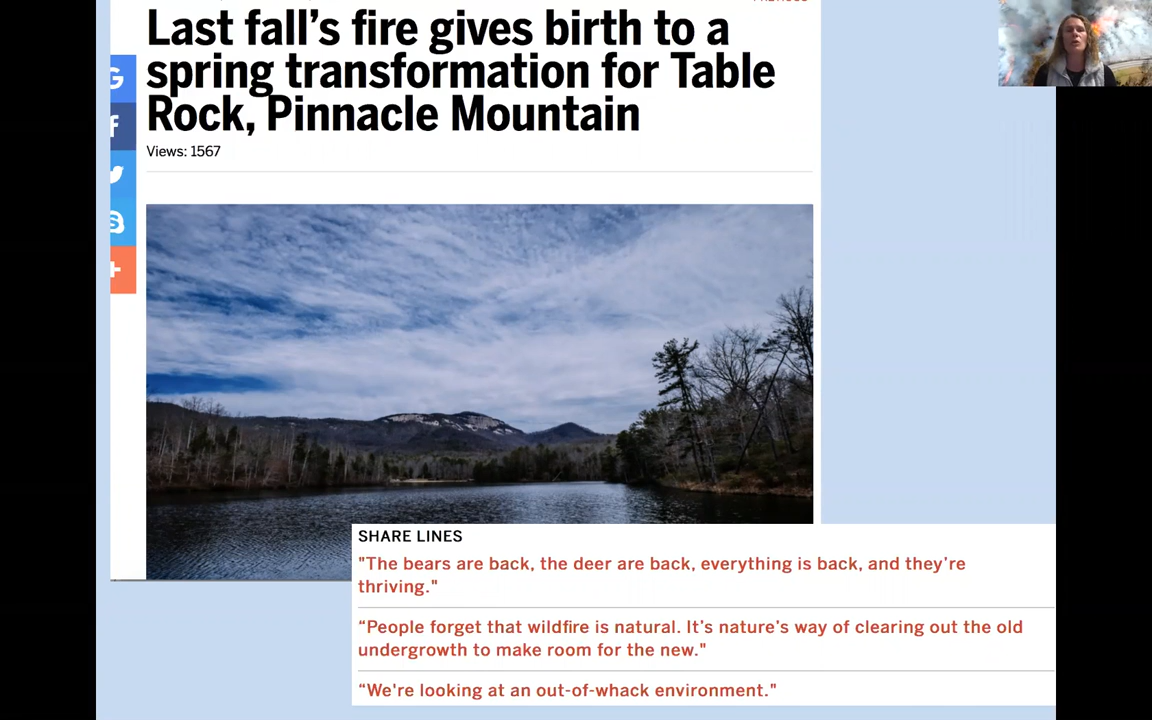 Last fall’s fire gives birth to a
spring transformation for Table
Rock, Pinnacle Mountain
Views: 1567
SHARE LINES
"The bears are back, the deer are back, everything is back, and they’re
thriving."
“People forget that wildfire is natural. It’s nature’s way of clearing out the old
undergrowth to make room for the new."
“We're looking at an out-of-whack environment."